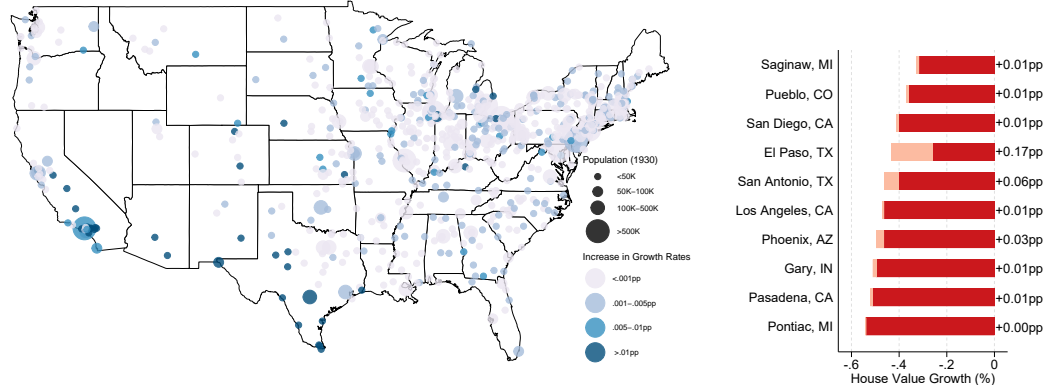 Population (1930)
<50K
50K–100K
100K–500K
>500K
Increase in Growth Rates
<.001pp
.001–.005pp
.005–.01pp
>.01pp
Saginaw, MI
+0.01pp
Pueblo, CO
+0.01pp
San Diego, CA
+0.01pp
El Paso, TX
+0.17pp
San Antonio, TX
+0.06pp
Los Angeles, CA
+0.01pp
Phoenix, AZ
+0.03pp
Gary, IN
+0.01pp
Pasadena, CA
+0.01pp
Pontiac, MI
+0.00pp
-.6 -.4 -.2 0
House Value Growth (%)